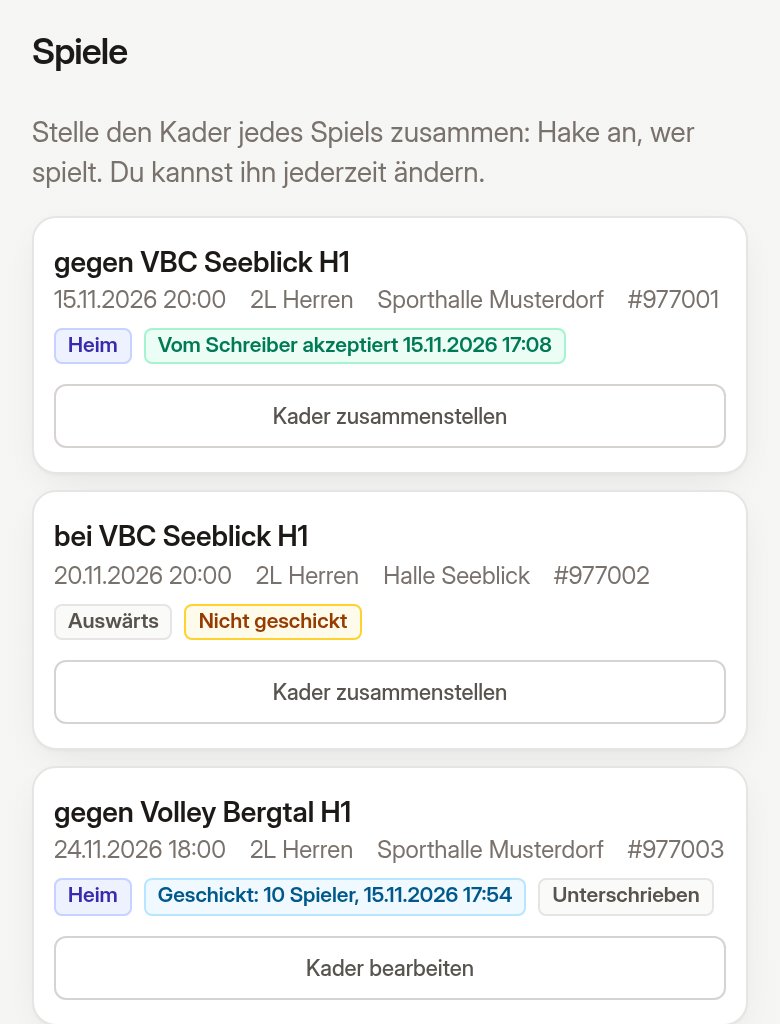 Spiele
Stelle den Kader jedes Spiels zusammen: Hake an, wer
spielt. Du kannst ihn jederzeit ändern.
gegen VBC Seeblick H1
15.11.2026 20:00 2L Herren Sporthalle Musterdorf #977001
Heim Vom Schreiber akzeptiert 15.11.2026 17:08
Kader zusammenstellen
bei VBC Seeblick H1
20.11.2026 20:00 2L Herren Halle Seeblick #977002
Auswärts Nicht geschickt
Kader zusammenstellen
gegen Volley Bergtal H1
24.11.2026 18:00 2L Herren Sporthalle Musterdorf #977003
Heim Geschickt: 10 Spieler, 15.11.2026 17:54 Unterschrieben
Kader bearbeiten